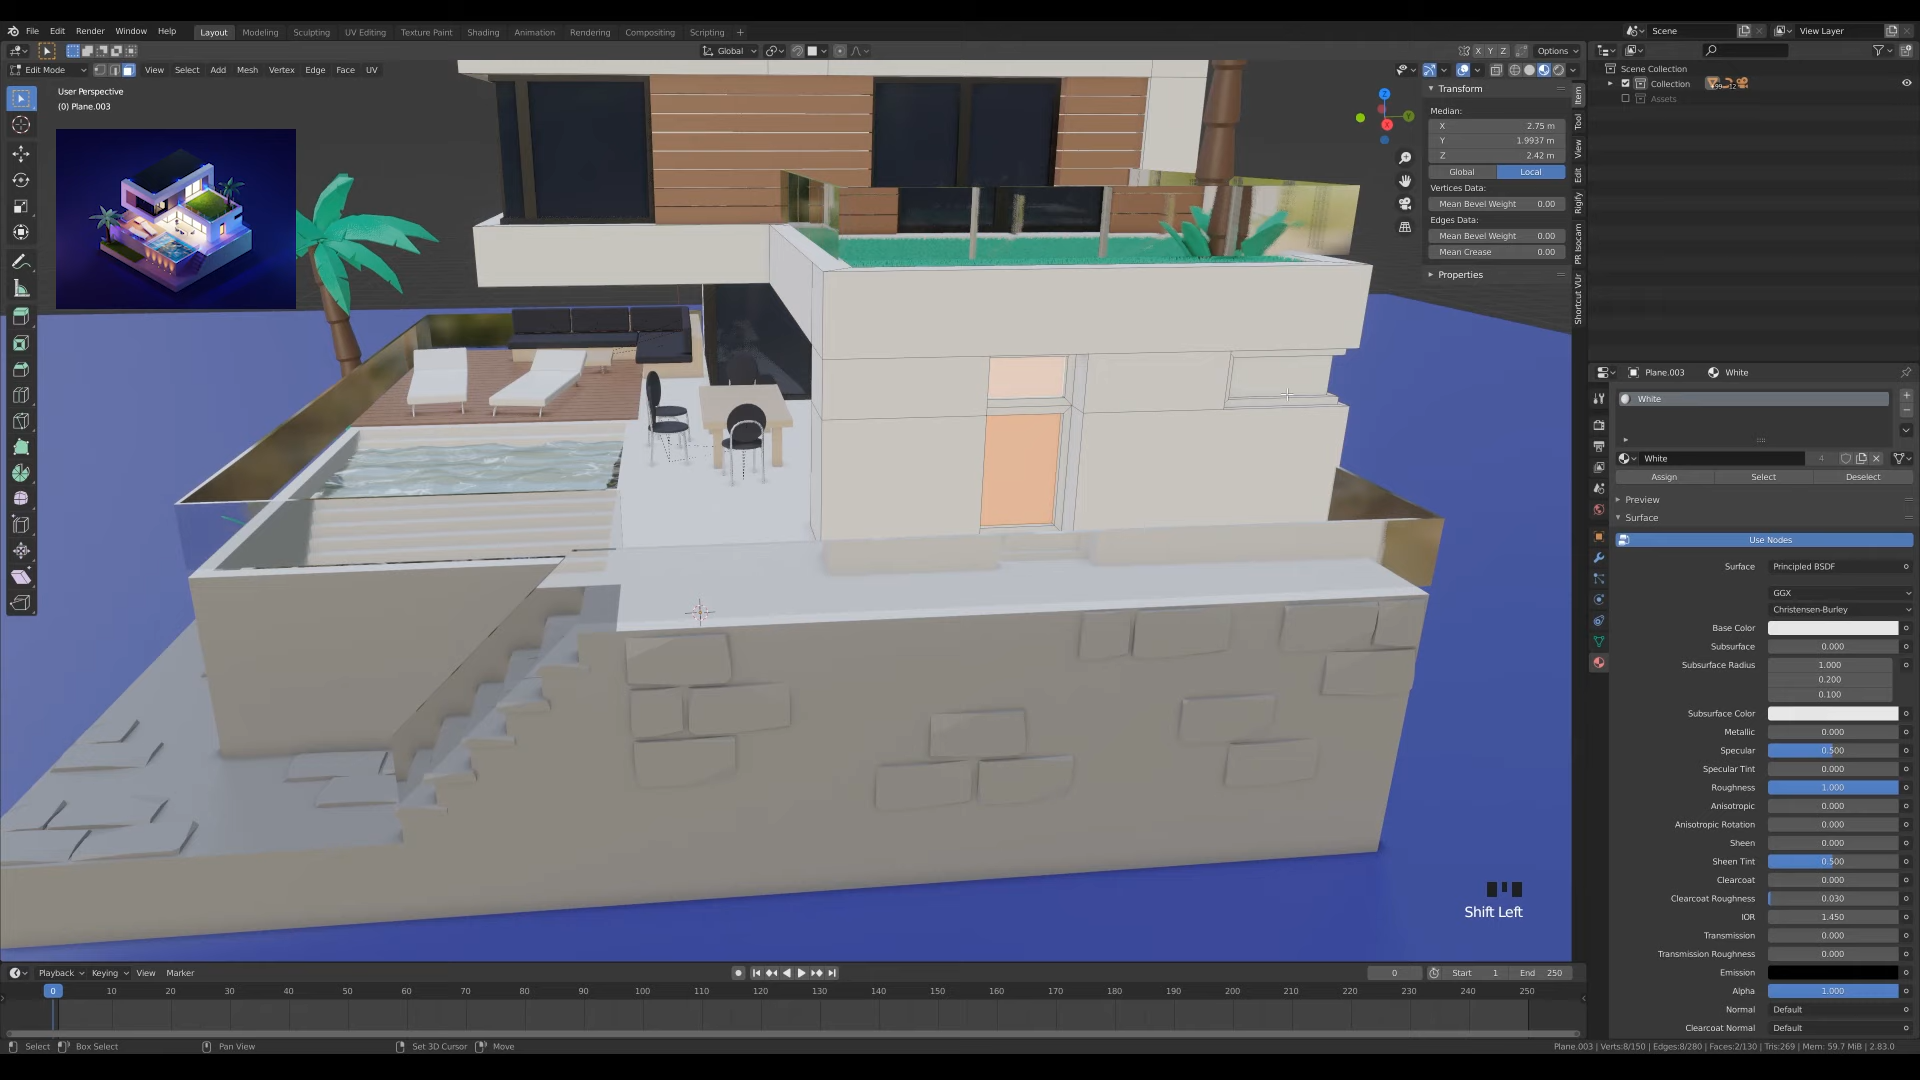 File Edit Render Window Help Layout Modeling Sculpting UV Editing Texture Paint Shading Animation Rendering Compositing Scripting + Scene View Layer
Global X Y Z Options
Edit Mode View Select Add Mesh Vertex Edge Face UV
User Perspective
(0) Plane.003
Transform
Median:
X 2.75 m
Y 1.9937 m
Z 2.42 m
Global Local
Vertices Data:
Mean Bevel Weight 0.00
Edges Data:
Mean Bevel Weight 0.00
Mean Crease 0.00
Properties
Item
Tool
View
Edit
Rigify
PR Isocam
Shortcut VUr
Scene Collection
Collection
Assets
Plane.003 White
White
White 4
Assign Select Deselect
Preview
Surface
Use Nodes
Surface Principled BSDF
GGX
Christensen-Burley
Base Color
Subsurface 0.000
Subsurface Radius 1.000
0.200
0.100
Subsurface Color
Metallic 0.000
Specular 0.500
Specular Tint 0.000
Roughness 1.000
Anisotropic 0.000
Anisotropic Rotation 0.000
Sheen 0.000
Sheen Tint 0.500
Clearcoat 0.000
Clearcoat Roughness 0.030
IOR 1.450
Transmission 0.000
Transmission Roughness 0.000
Emission
Alpha 1.000
Normal Default
Clearcoat Normal Default
Shift Left
Playback Keying View Marker 0 Start 1 End 250
0 10 20 30 40 50 60 70 80 90 100 110 120 130 140 150 160 170 180 190 200 210 220 230 240 250
Select Box Select Pan View Set 3D Cursor Move Plane.003 | Verts:8/150 | Edges:8/280 | Faces:2/130 | Tris:269 | Mem: 59.7 MiB | 2.83.0